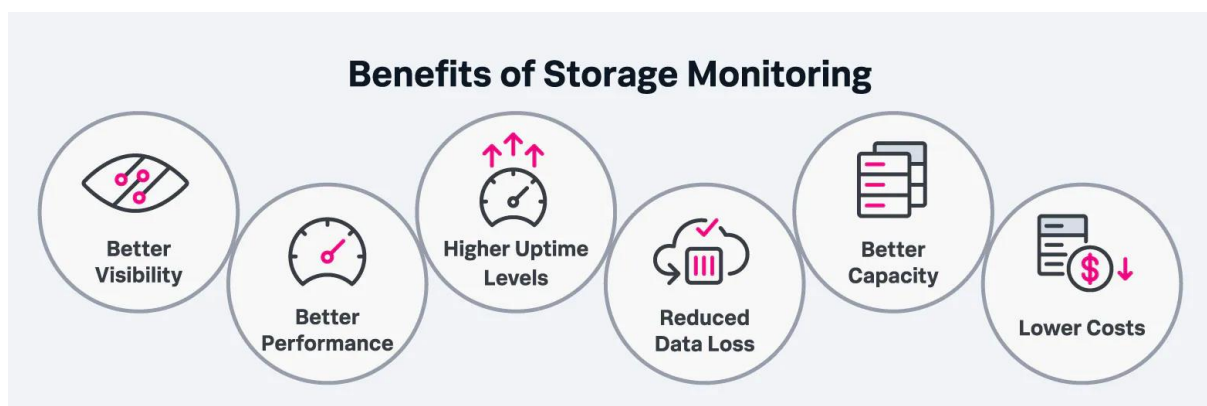 Benefits of Storage Monitoring
Better
Visibility
Better
Performance
Higher Uptime
Levels
Reduced
Data Loss
Better
Capacity
Lower Costs